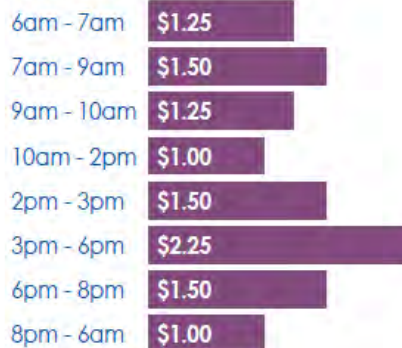 6am - 7am $1.25
7am - 9am $1.50
9am - 10am $1.25
10am - 2pm $1.00
2pm - 3pm $1.50
3pm - 6pm $2.25
6pm - 8pm $1.50
8pm - 6am $1.00